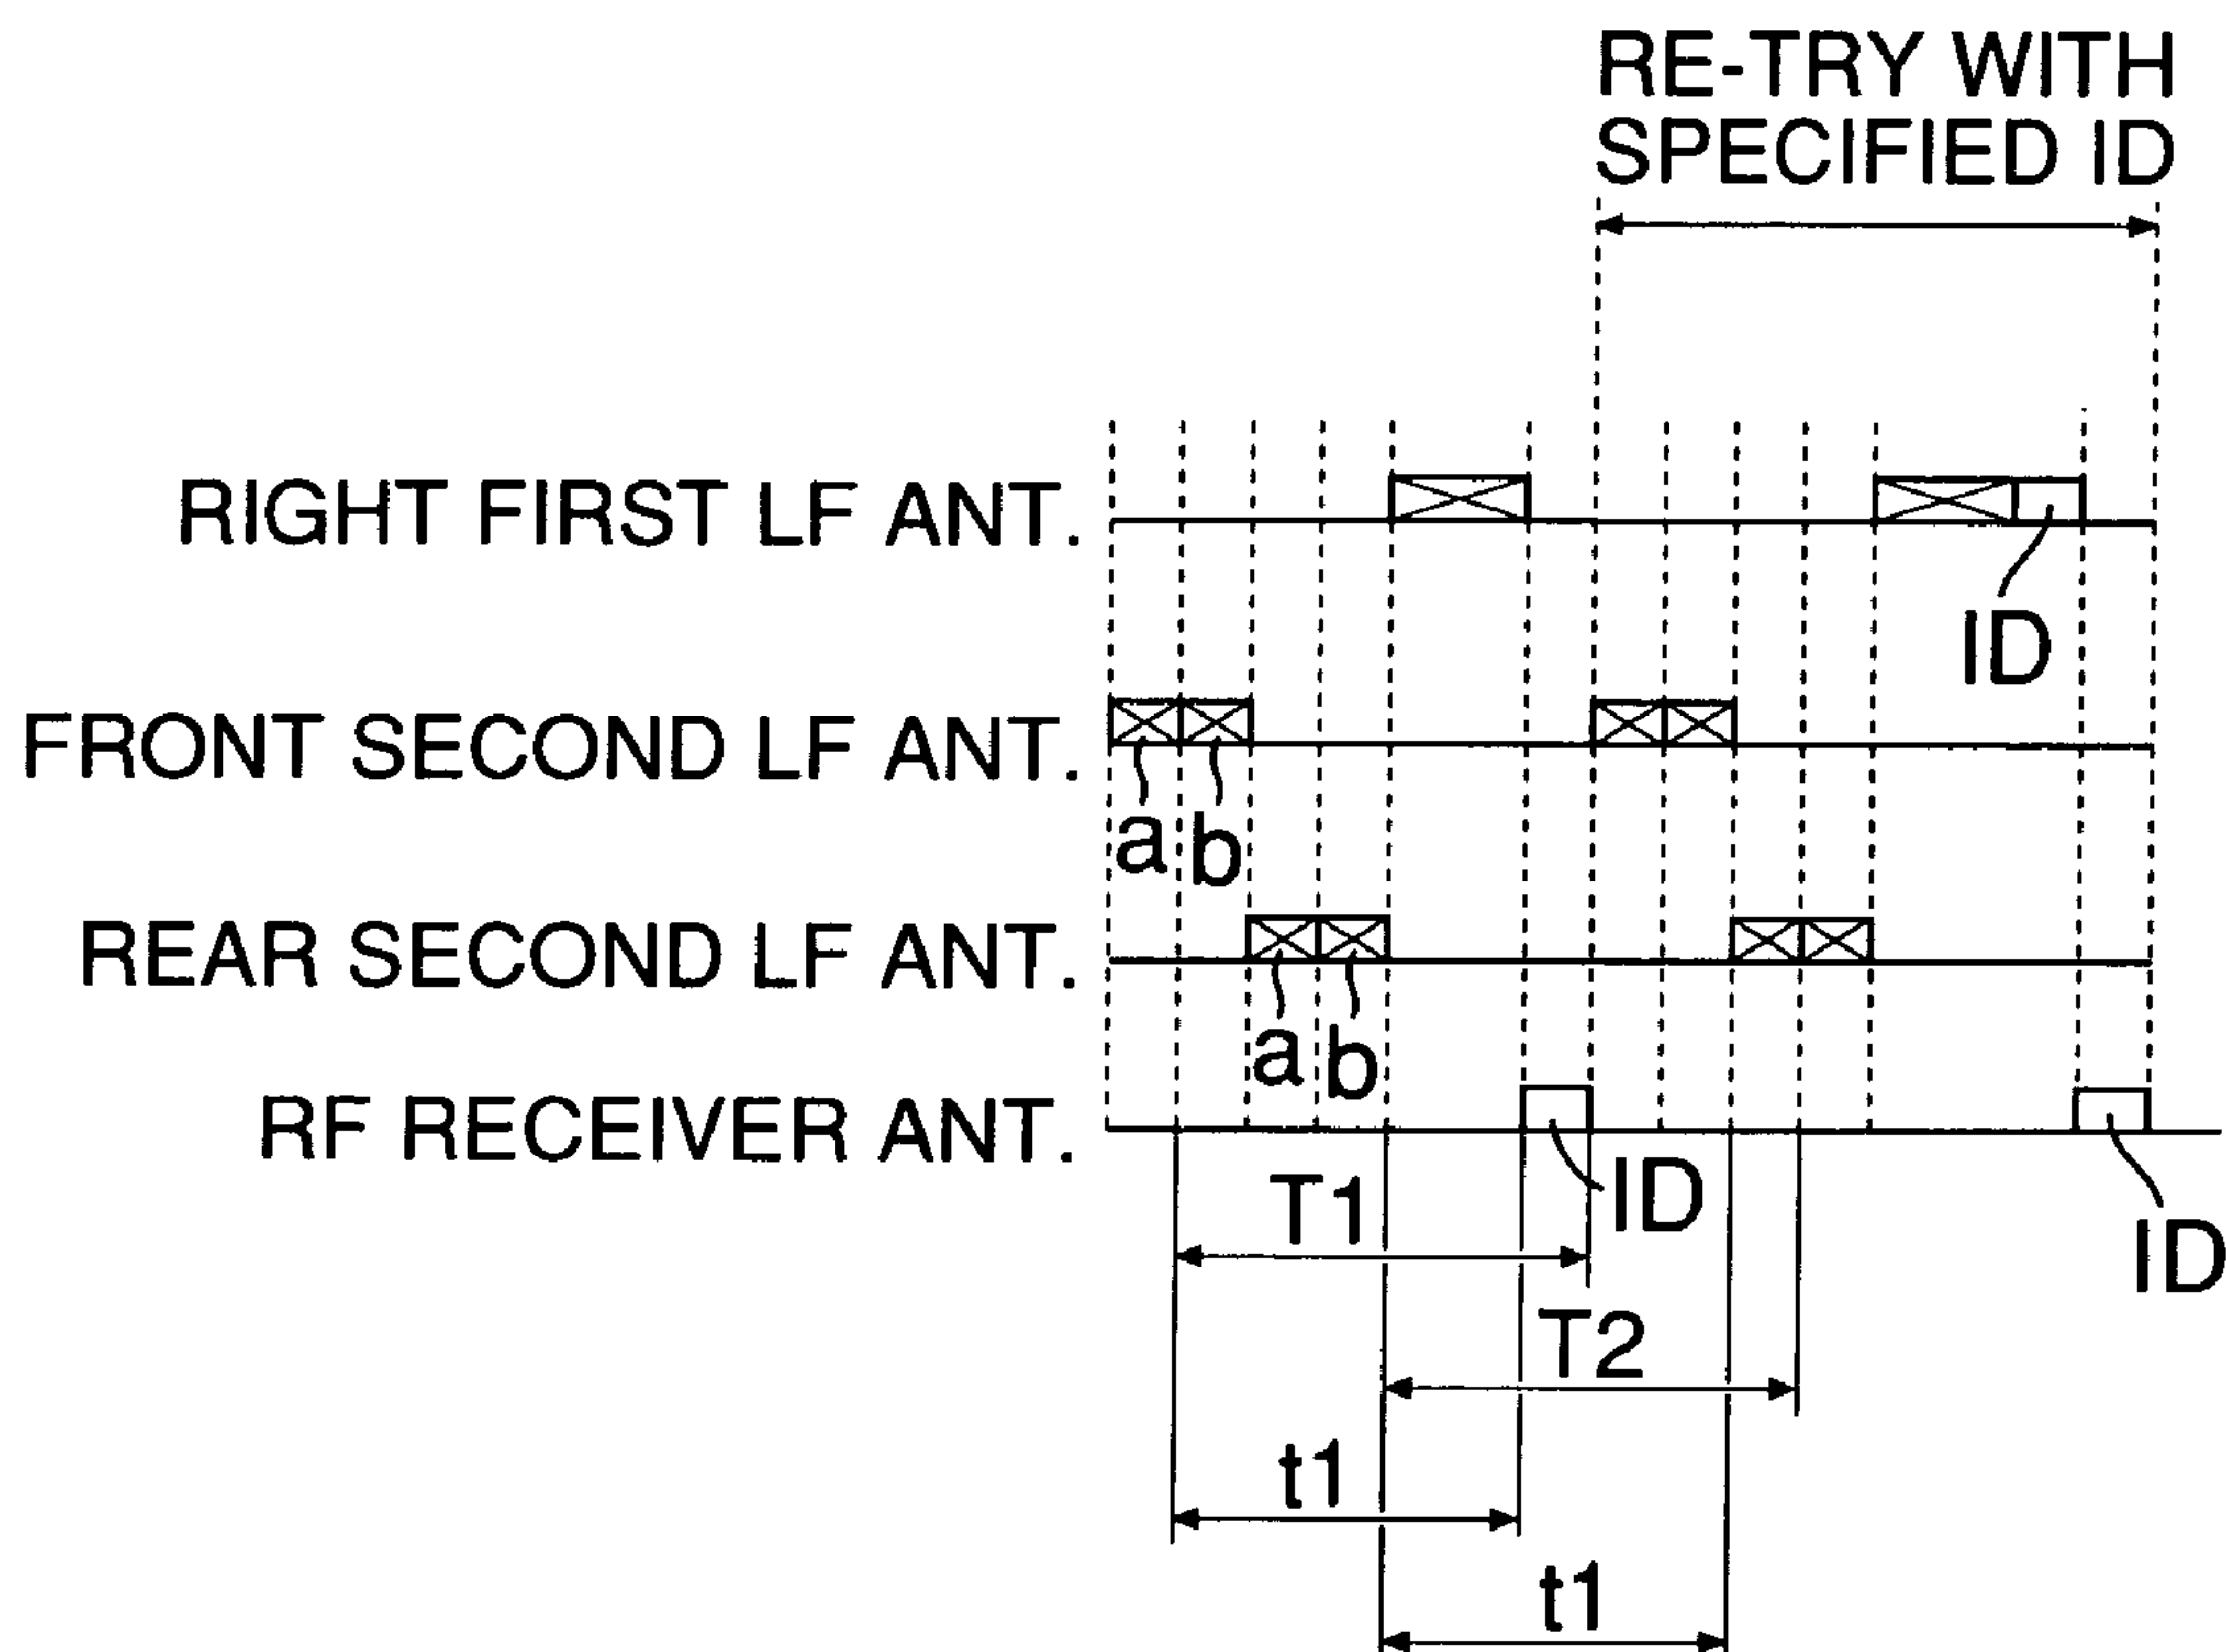 RE-TRY WITH
SPECIFIED ID
RIGHT FIRST LF ANT.
ID
FRONT SECOND LF ANT.
a b
REAR SECOND LF ANT.
a b
RF RECEIVER ANT.
T1
ID
ID
T2
t1
t1